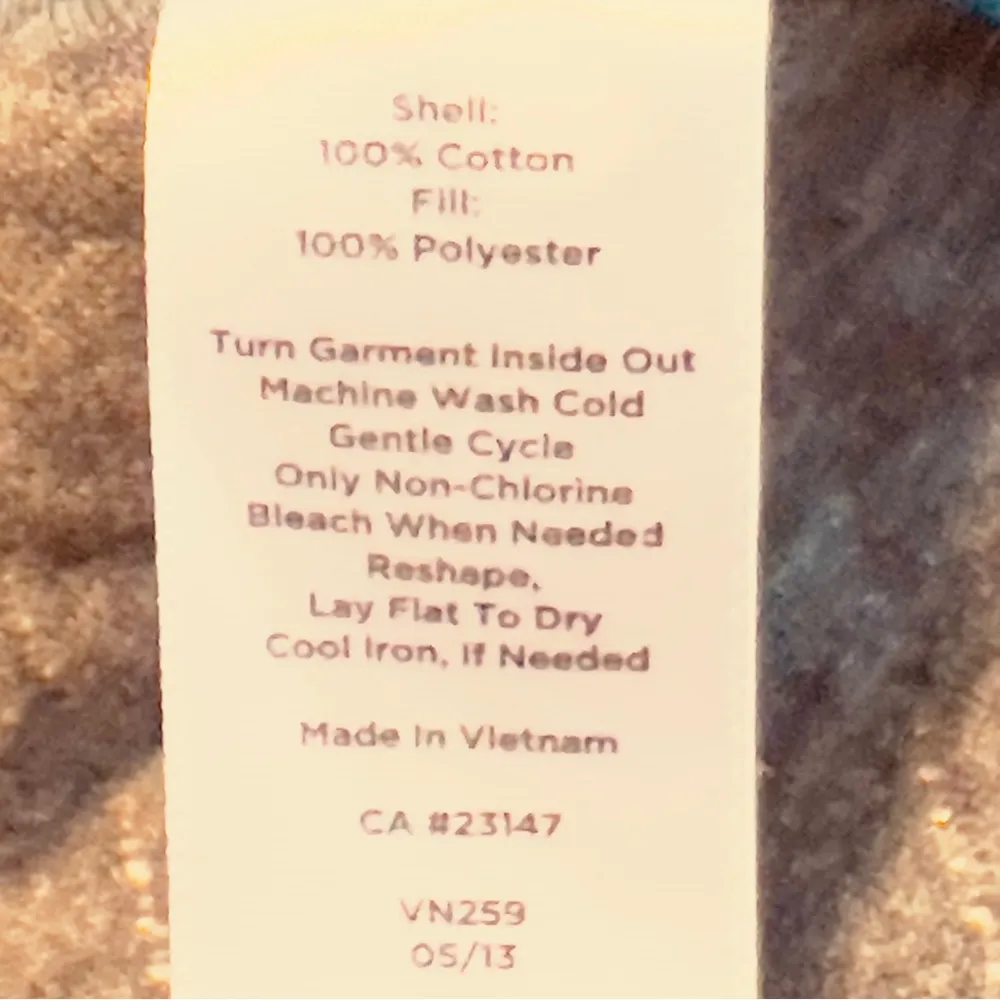 Shell:
100% Cotton
Fill:
100% Polyester
Turn Garment Inside Out
Machine Wash Cold
Gentle Cycle
Only Non-Chlorine
Bleach When Needed
Reshape,
Lay Flat To Dry
Cool Iron, If Needed
Made In Vietnam
CA #23147
VN259
05/13